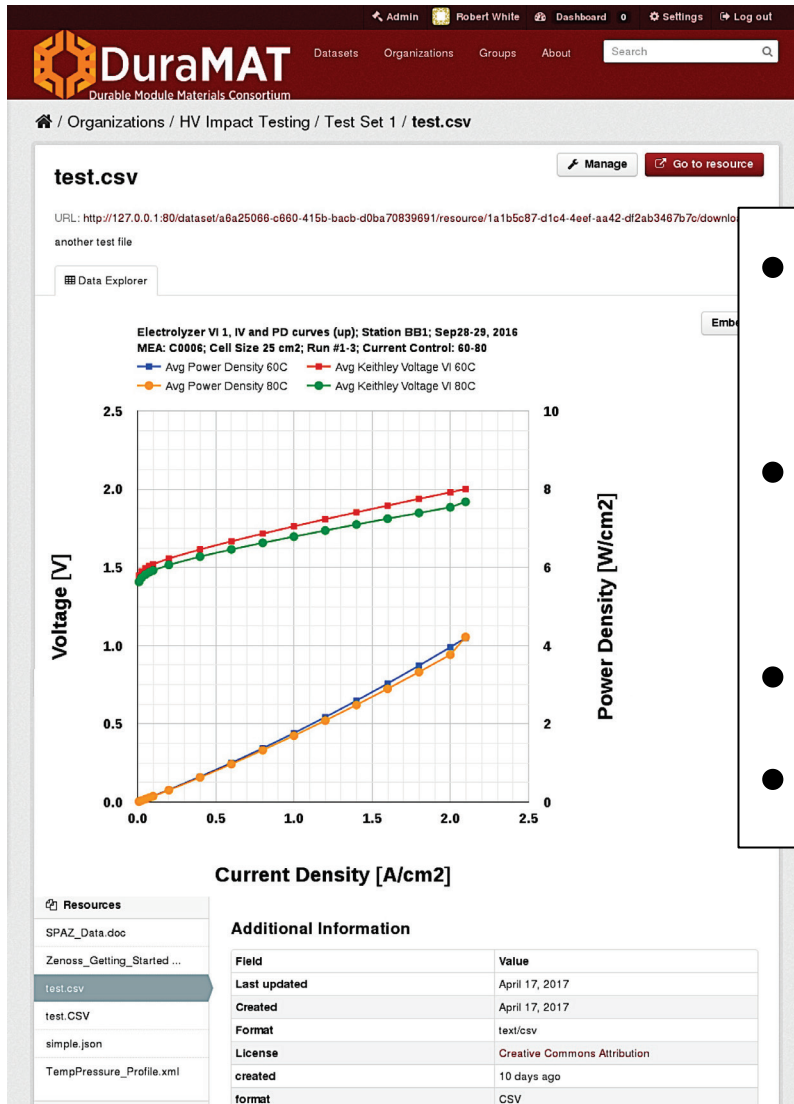 Admin Robert White Dashboard 0 Settings Log out
DuraMAT
Durable Module Materials Consortium
Datasets Organizations Groups About Search
/ Organizations / HV Impact Testing / Test Set 1 / test.csv
test.csv
Manage Go to resource
URL: http://127.0.0.1:80/dataset/a6a25066-c660-415b-bacb-d0ba70839691/resource/1a1b5c87-d1c4-4eef-aa42-df2ab3467b7c/downlo
another test file
Data Explorer
Emb
Electrolyzer VI 1, IV and PD curves (up); Station BB1; Sep28-29, 2016
MEA: C0006; Cell Size 25 cm2; Run #1-3; Current Control: 60-80
Avg Power Density 60C Avg Keithley Voltage VI 60C
Avg Power Density 80C Avg Keithley Voltage VI 80C
2.5 10
2.0 8
1.5 6
1.0 4
0.5 2
0.0 0
Voltage [V]
Power Density [W/cm2]
0.0 0.5 1.0 1.5 2.0 2.5
Current Density [A/cm2]
Resources
SPAZ_Data.doc
Zenoss_Getting_Started ...
test.csv
test.CSV
simple.json
TempPressure_Profile.xml
Additional Information
Field Value
Last updated April 17, 2017
Created April 17, 2017
Format text/csv
License Creative Commons Attribution
created 10 days ago
format CSV